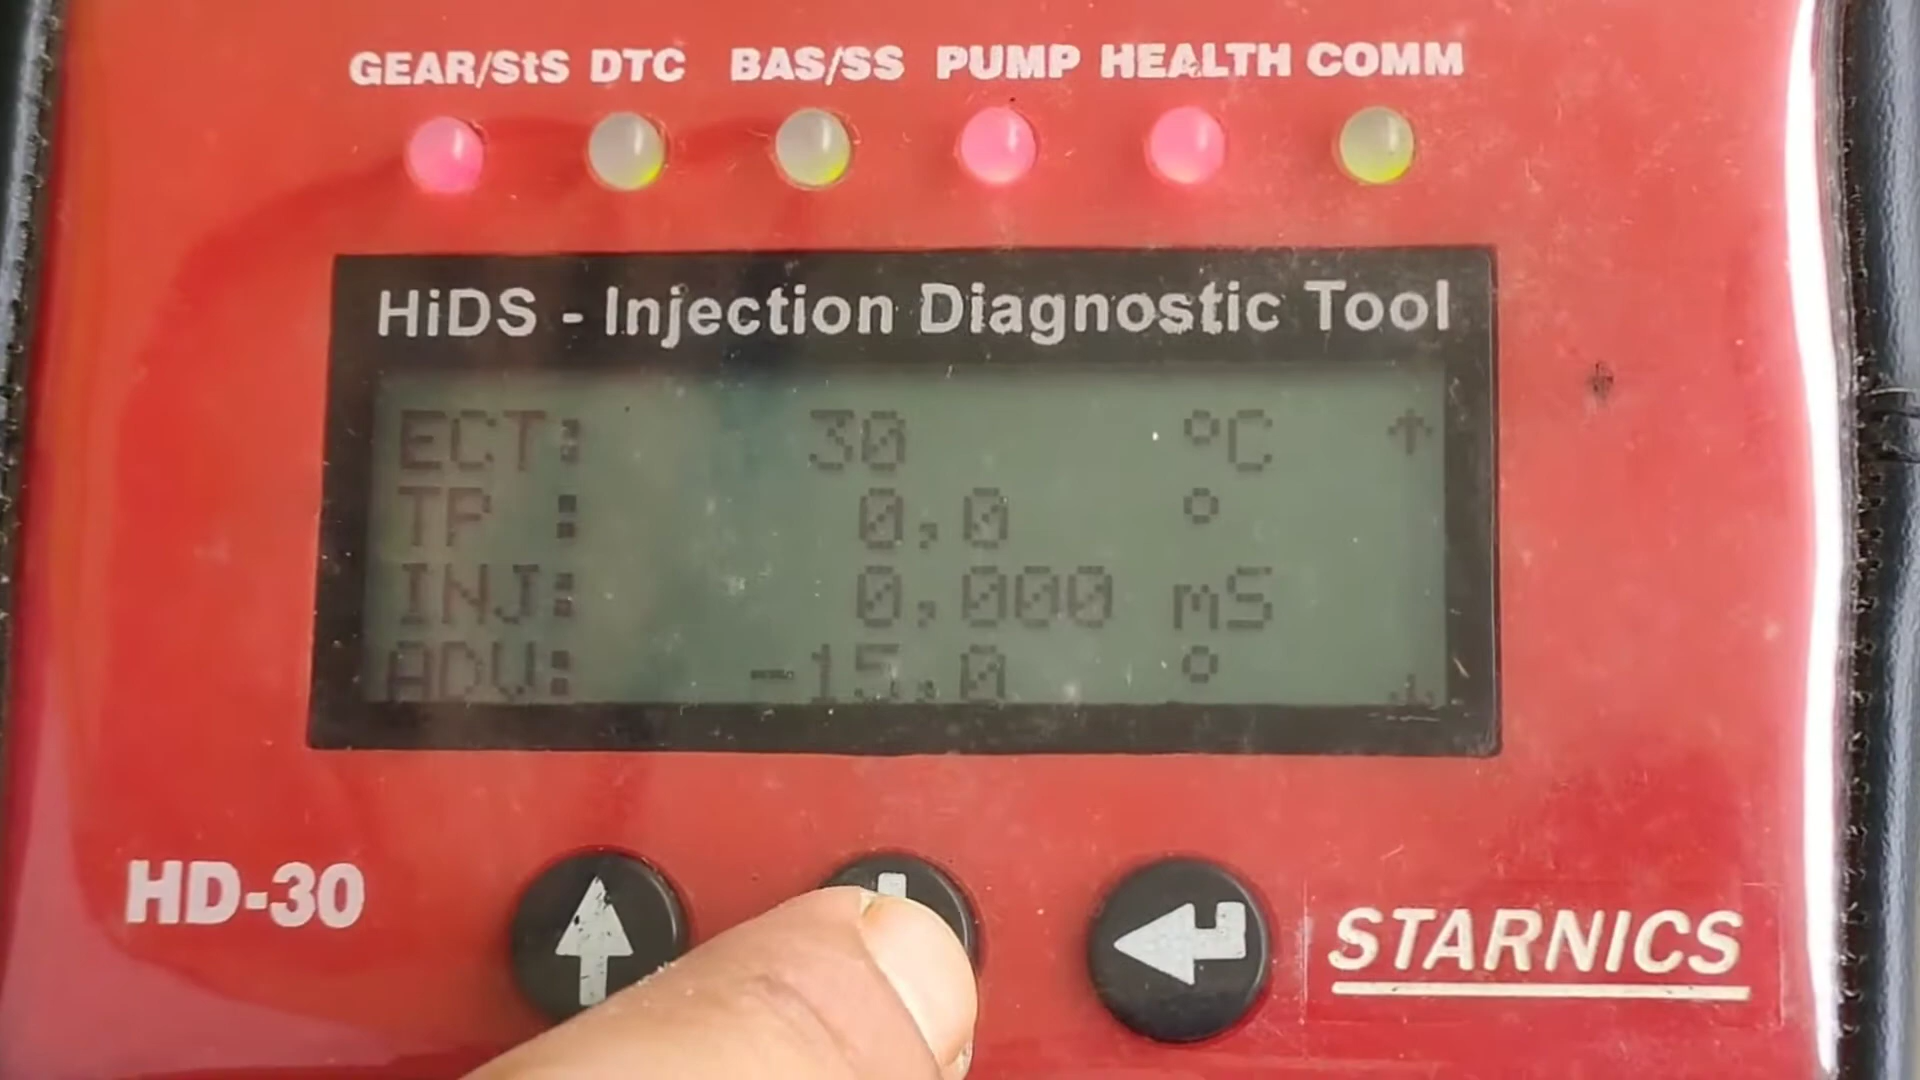 GEAR/StS DTC BAS/SS PUMP HEALTH COMM
HiDS - Injection Diagnostic Tool
ECT: 30 °C ↑
TP : 0,0 °
INJ: 0,000 mS
ADV: -15,0 ° ↓
HD-30
STARNICS